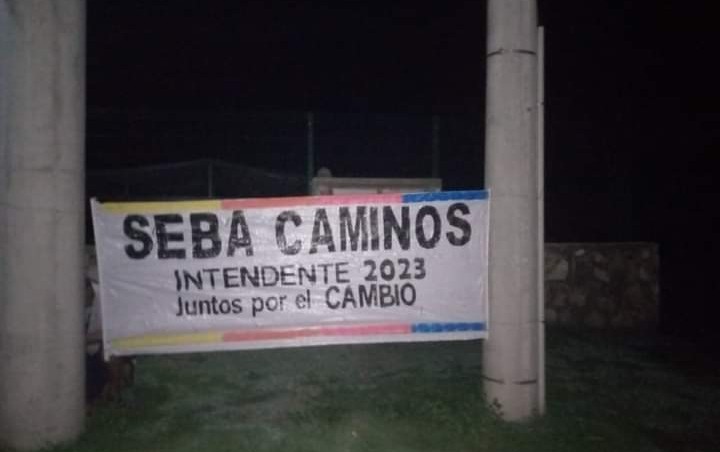 SEBA CAMINOS
INTENDENTE 2023
Juntos por el CAMBIO